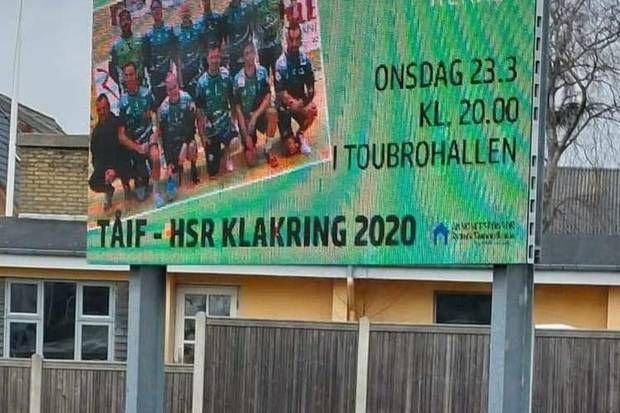 ONSDAG 23.3
KL. 20.00
I TOUBROHALLEN
TÅIF - HSR KLAKRING 2020